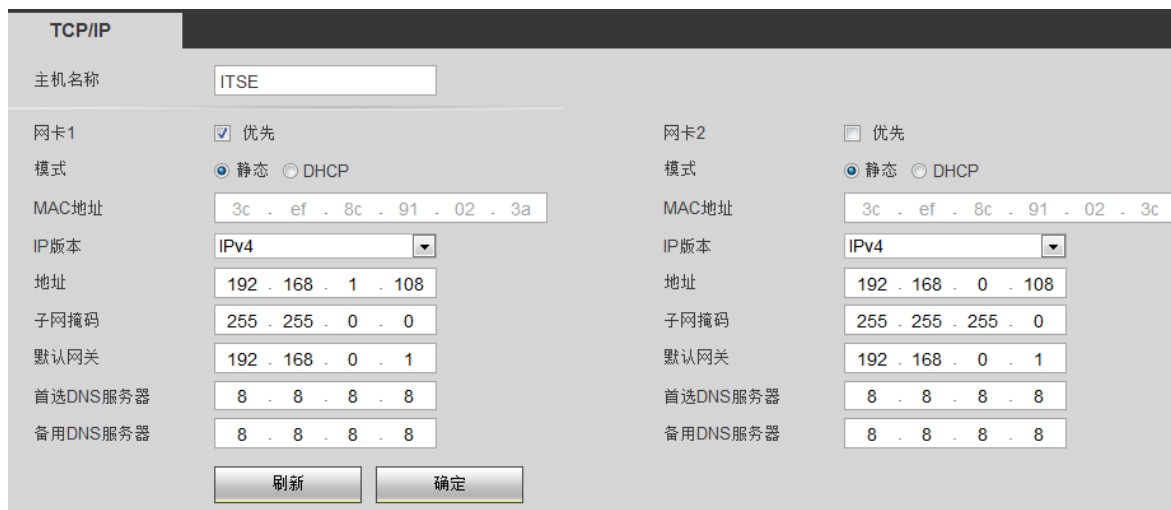 TCP/IP
主机名称 ITSE
网卡1 优先 网卡2 优先
模式 静态 DHCP 模式 静态 DHCP
MAC地址 3c . ef . 8c . 91 . 02 . 3a MAC地址 3c . ef . 8c . 91 . 02 . 3c
IP版本 IPv4 IP版本 IPv4
地址 192 . 168 . 1 . 108 地址 192 . 168 . 0 . 108
子网掩码 255 . 255 . 0 . 0 子网掩码 255 . 255 . 255 . 0
默认网关 192 . 168 . 0 . 1 默认网关 192 . 168 . 0 . 1
首选DNS服务器 8 . 8 . 8 . 8 首选DNS服务器 8 . 8 . 8 . 8
备用DNS服务器 8 . 8 . 8 . 8 备用DNS服务器 8 . 8 . 8 . 8
刷新 确定